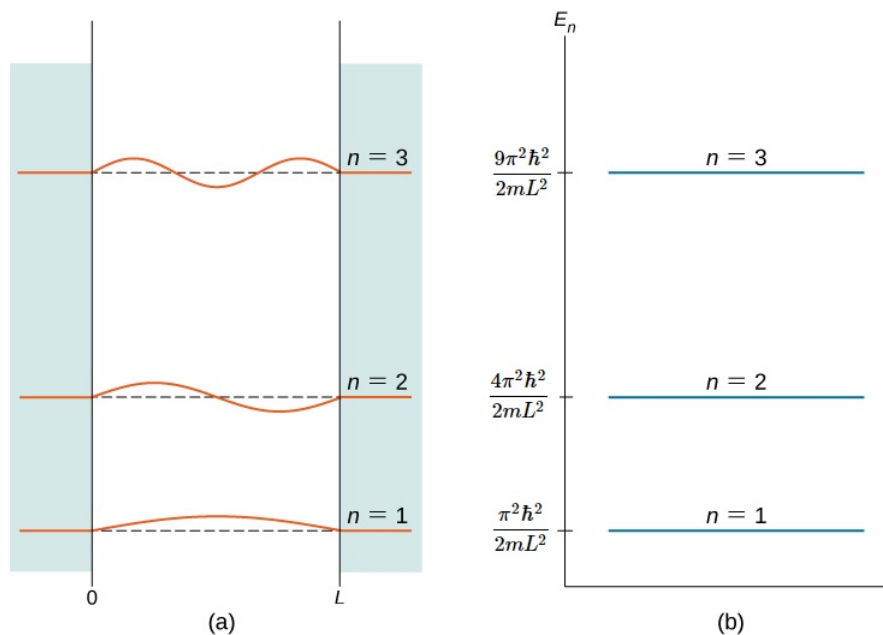 n = 3
n = 2
n = 1
0
L
(a)
E_n
9π²ħ²
2mL²
n = 3
4π²ħ²
2mL²
n = 2
π²ħ²
2mL²
n = 1
(b)